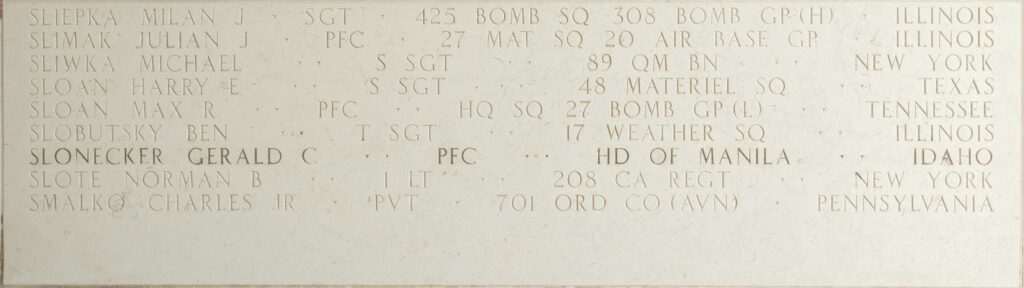 SLIEPKA MILAN J · SGT · 425 BOMB SQ 308 BOMB GP (H) · ILLINOIS
SLIMAK JULIAN J · PFC · 27 MAT SQ 20 AIR BASE GP · ILLINOIS
SLIWKA MICHAEL · S SGT · 89 QM BN · NEW YORK
SLOAN HARRY E · S SGT · 48 MATERIEL SQ · TEXAS
SLOAN MAX R · PFC · HQ SQ 27 BOMB GP (L) · TENNESSEE
SLOBUTSKY BEN · T SGT · 17 WEATHER SQ · ILLINOIS
SLONECKER GERALD C · PFC · HD OF MANILA · IDAHO
SLOTE NORMAN B · 1 LT · 208 CA REGT · NEW YORK
SMALKO CHARLES JR · PVT · 701 ORD CO (AVN) · PENNSYLVANIA